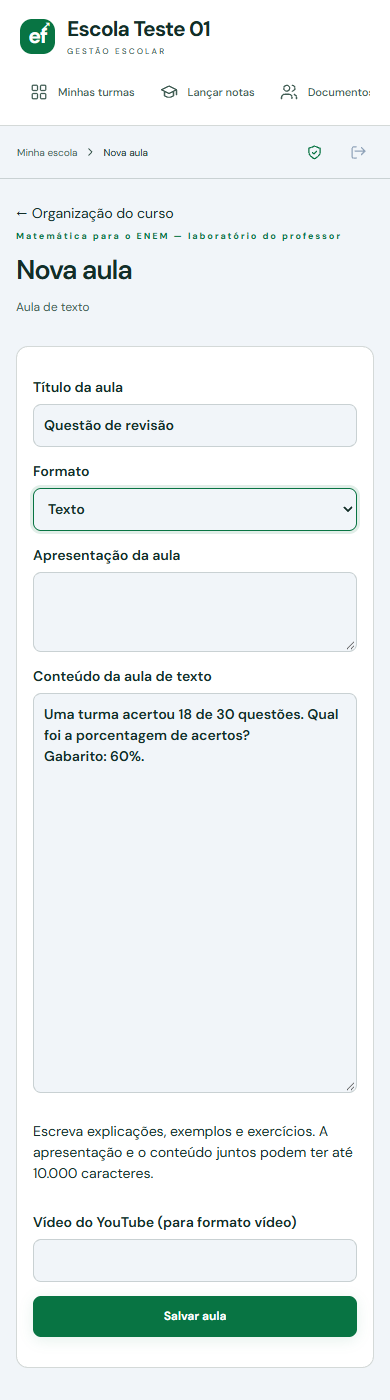 ef
Escola Teste 01
GESTÃO ESCOLAR
Minhas turmas
Lançar notas
Documentos
Minha escola
Nova aula
← Organização do curso
Matemática para o ENEM — laboratório do professor
Nova aula
Aula de texto
Título da aula
Questão de revisão
Formato
Texto
Apresentação da aula
Conteúdo da aula de texto
Uma turma acertou 18 de 30 questões. Qual
foi a porcentagem de acertos?
Gabarito: 60%.
Escreva explicações, exemplos e exercícios. A
apresentação e o conteúdo juntos podem ter até
10.000 caracteres.
Vídeo do YouTube (para formato vídeo)
Salvar aula